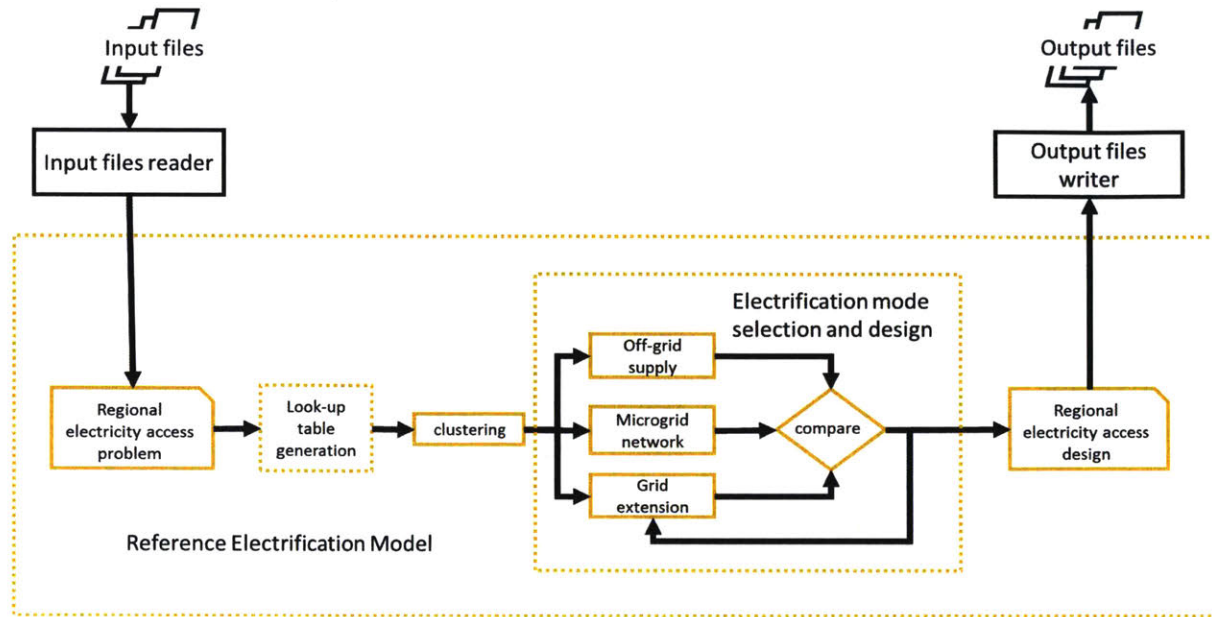 Input files
Output files
Input files reader
Output files
writer
Electrification mode
selection and design
Off-grid
supply
Regional
electricity access
problem
Look-up
table
generation
clustering
Microgrid
network
compare
Regional
electricity access
design
Grid
extension
Reference Electrification Model